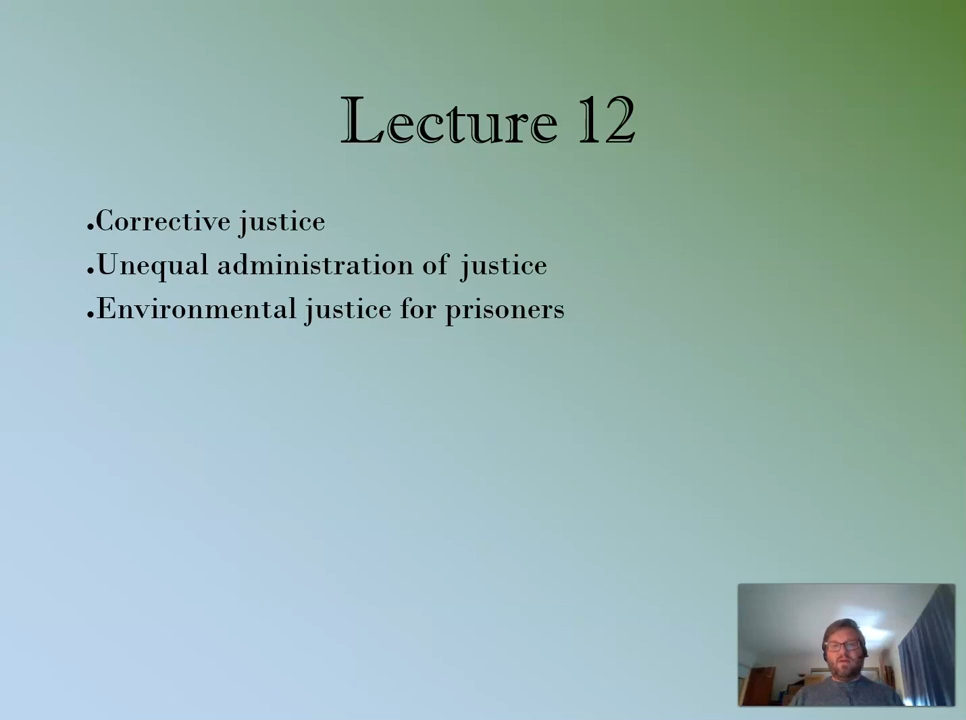 Lecture 12
.Corrective justice
.Unequal administration of justice
.Environmental justice for prisoners